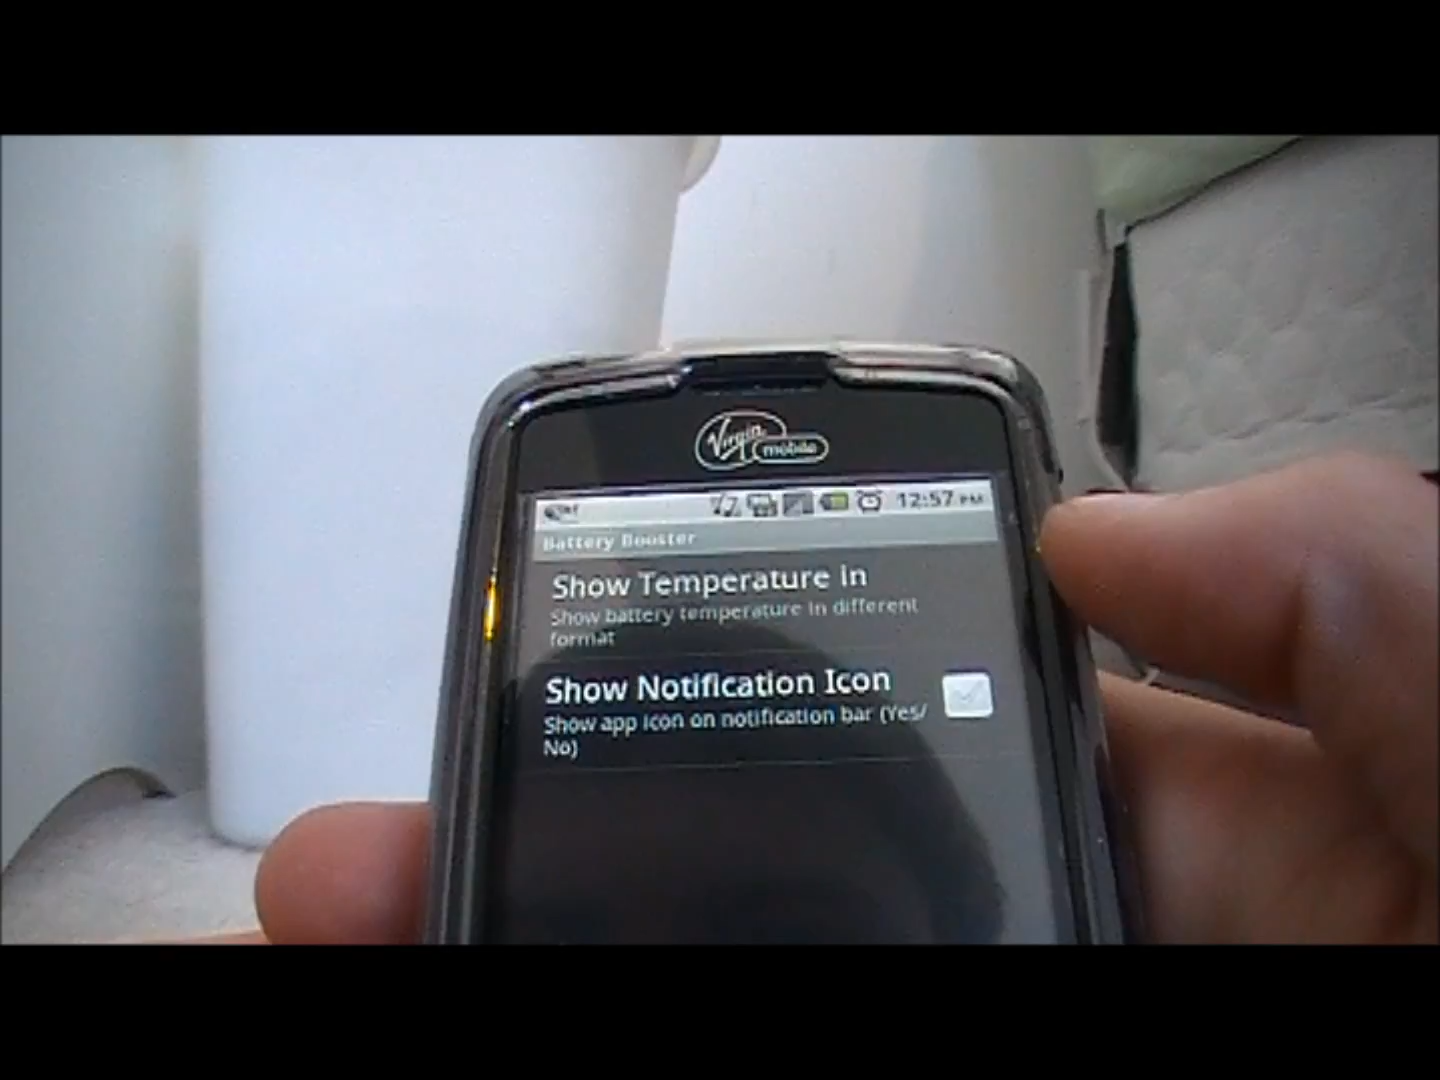 Virgin
mobile
12:57 PM
Battery Booster
Show Temperature in
Show battery temperature in different
format
Show Notification Icon
Show app icon on notification bar (Yes/
No)